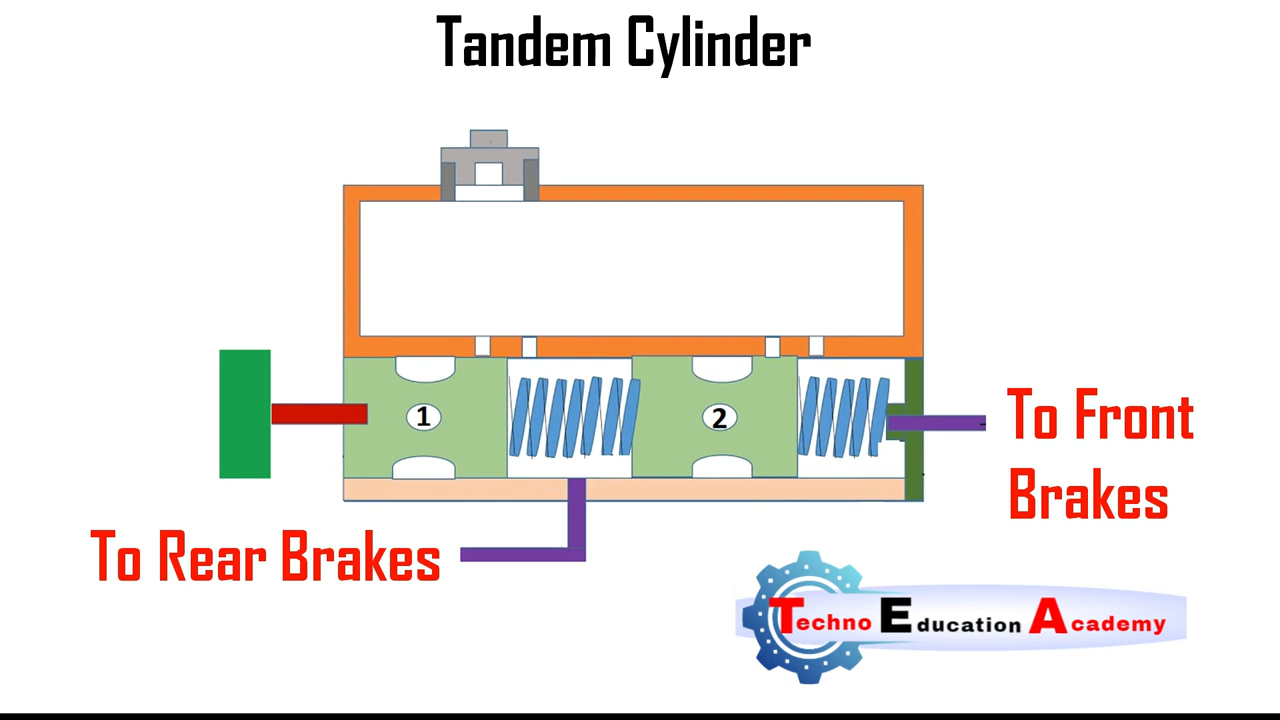 Tandem Cylinder
1
2
To Front
Brakes
To Rear Brakes
Techno Education Academy